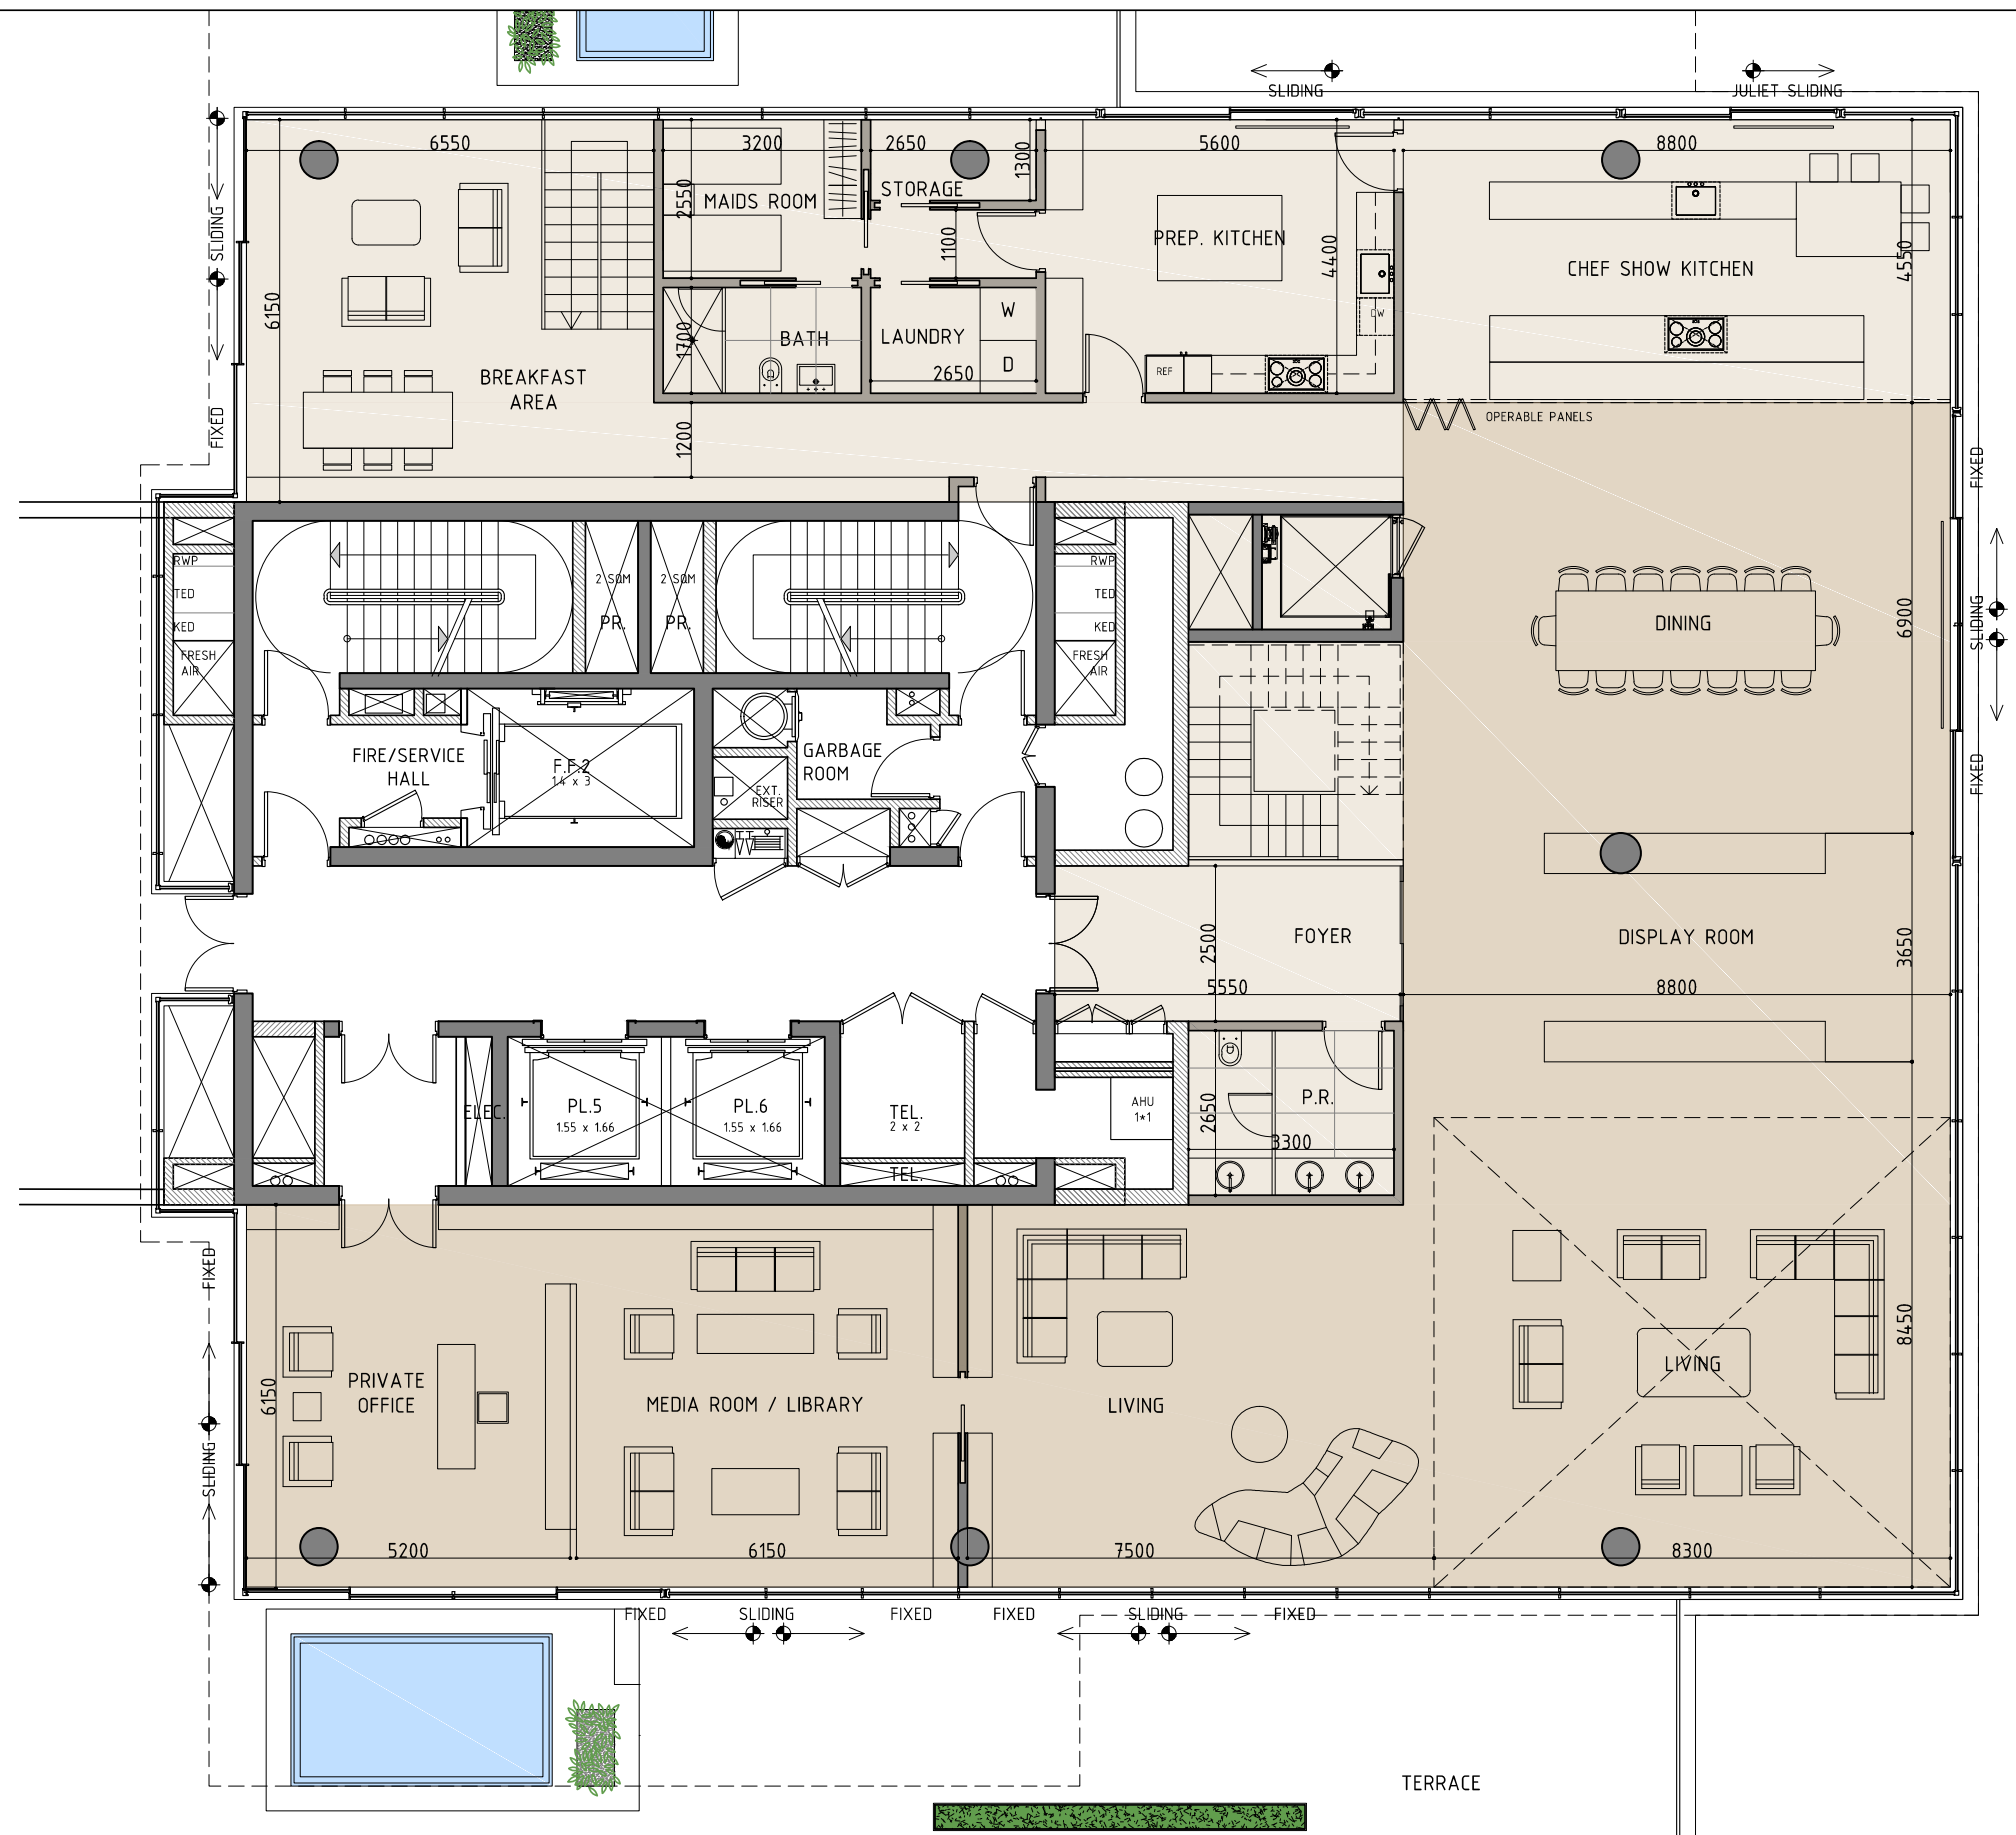 SLIDING
JULIET SLIDING
6550
3200
2650
1300
5600
8800
SLIDING
2550
MAIDS ROOM
STORAGE
1100
PREP. KITCHEN
4400
CHEF SHOW KITCHEN
4550
6150
1700
BATH
LAUNDRY
W
D
2650
DW
REF
BREAKFAST
AREA
FIXED
1200
OPERABLE PANELS
FIXED
RWP
TED
KED
FRESH
AIR
2 SQM
PR.
2 SQM
PR.
RWP
TED
KED
FRESH
AIR
DINING
6900
SLIDING
FIRE/SERVICE
HALL
F.F.2
1.4 x 3
GARBAGE
ROOM
EXT.
RISER
FIXED
2500
FOYER
5550
DISPLAY ROOM
8800
3650
ELEC.
PL.5
1.55 x 1.66
PL.6
1.55 x 1.66
TEL.
2 x 2
TEL.
AHU
1*1
2650
P.R.
3300
FIXED
SLIDING
6150
PRIVATE
OFFICE
MEDIA ROOM / LIBRARY
LIVING
LIVING
8450
5200
6150
7500
8300
FIXED
SLIDING
FIXED
FIXED
SLIDING
FIXED
TERRACE